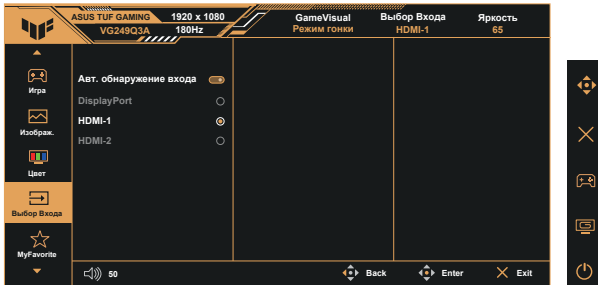 ASUS TUF GAMING 1920 x 1080
VG249Q3A 180Hz
GameVisual
Режим гонки
Выбор Входа
HDMI-1
Яркость
65
Игра
Изображ.
Цвет
Выбор Входа
MyFavorite
Авт. обнаружение входа
DisplayPort
HDMI-1
HDMI-2
50
Back Enter Exit